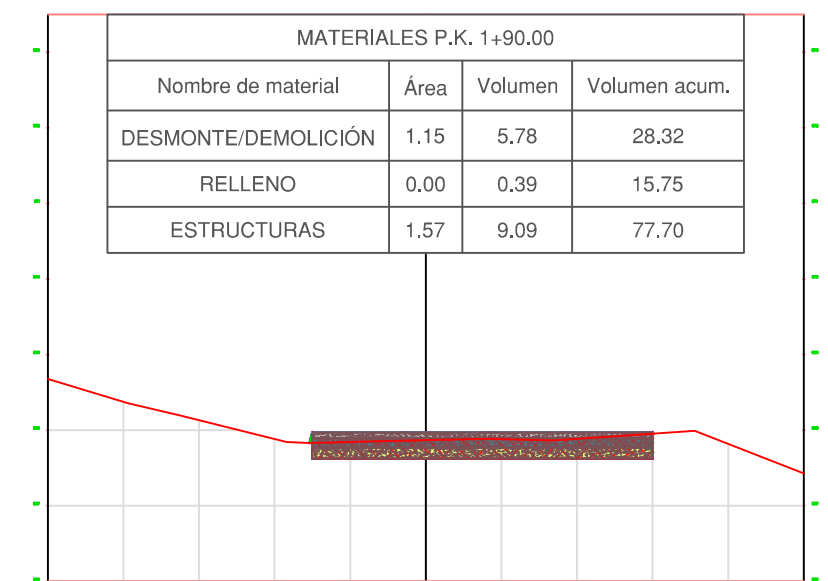 MATERIALES P.K. 1+90.00
Nombre de material Área Volumen Volumen acum.
DESMONTE/DEMOLICIÓN 1.15 5.78 28.32
RELLENO 0.00 0.39 15.75
ESTRUCTURAS 1.57 9.09 77.70